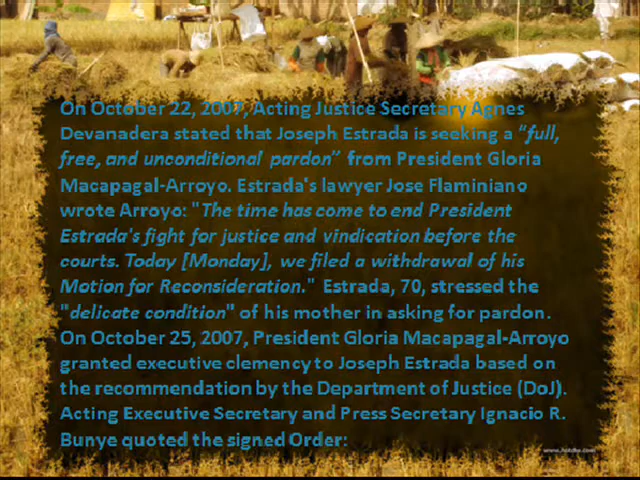 On October 22, 2007, Acting Justice Secretary Agnes
Devanadera stated that Joseph Estrada is seeking a "full,
free, and unconditional pardon" from President Gloria
Macapagal-Arroyo. Estrada's lawyer Jose Flaminiano
wrote Arroyo: "The time has come to end President
Estrada's fight for justice and vindication before the
courts. Today [Monday], we filed a withdrawal of his
Motion for Reconsideration." Estrada, 70, stressed the
"delicate condition" of his mother in asking for pardon.
On October 25, 2007, President Gloria Macapagal-Arroyo
granted executive clemency to Joseph Estrada based on
the recommendation by the Department of Justice (DoJ).
Acting Executive Secretary and Press Secretary Ignacio R.
Bunye quoted the signed Order: